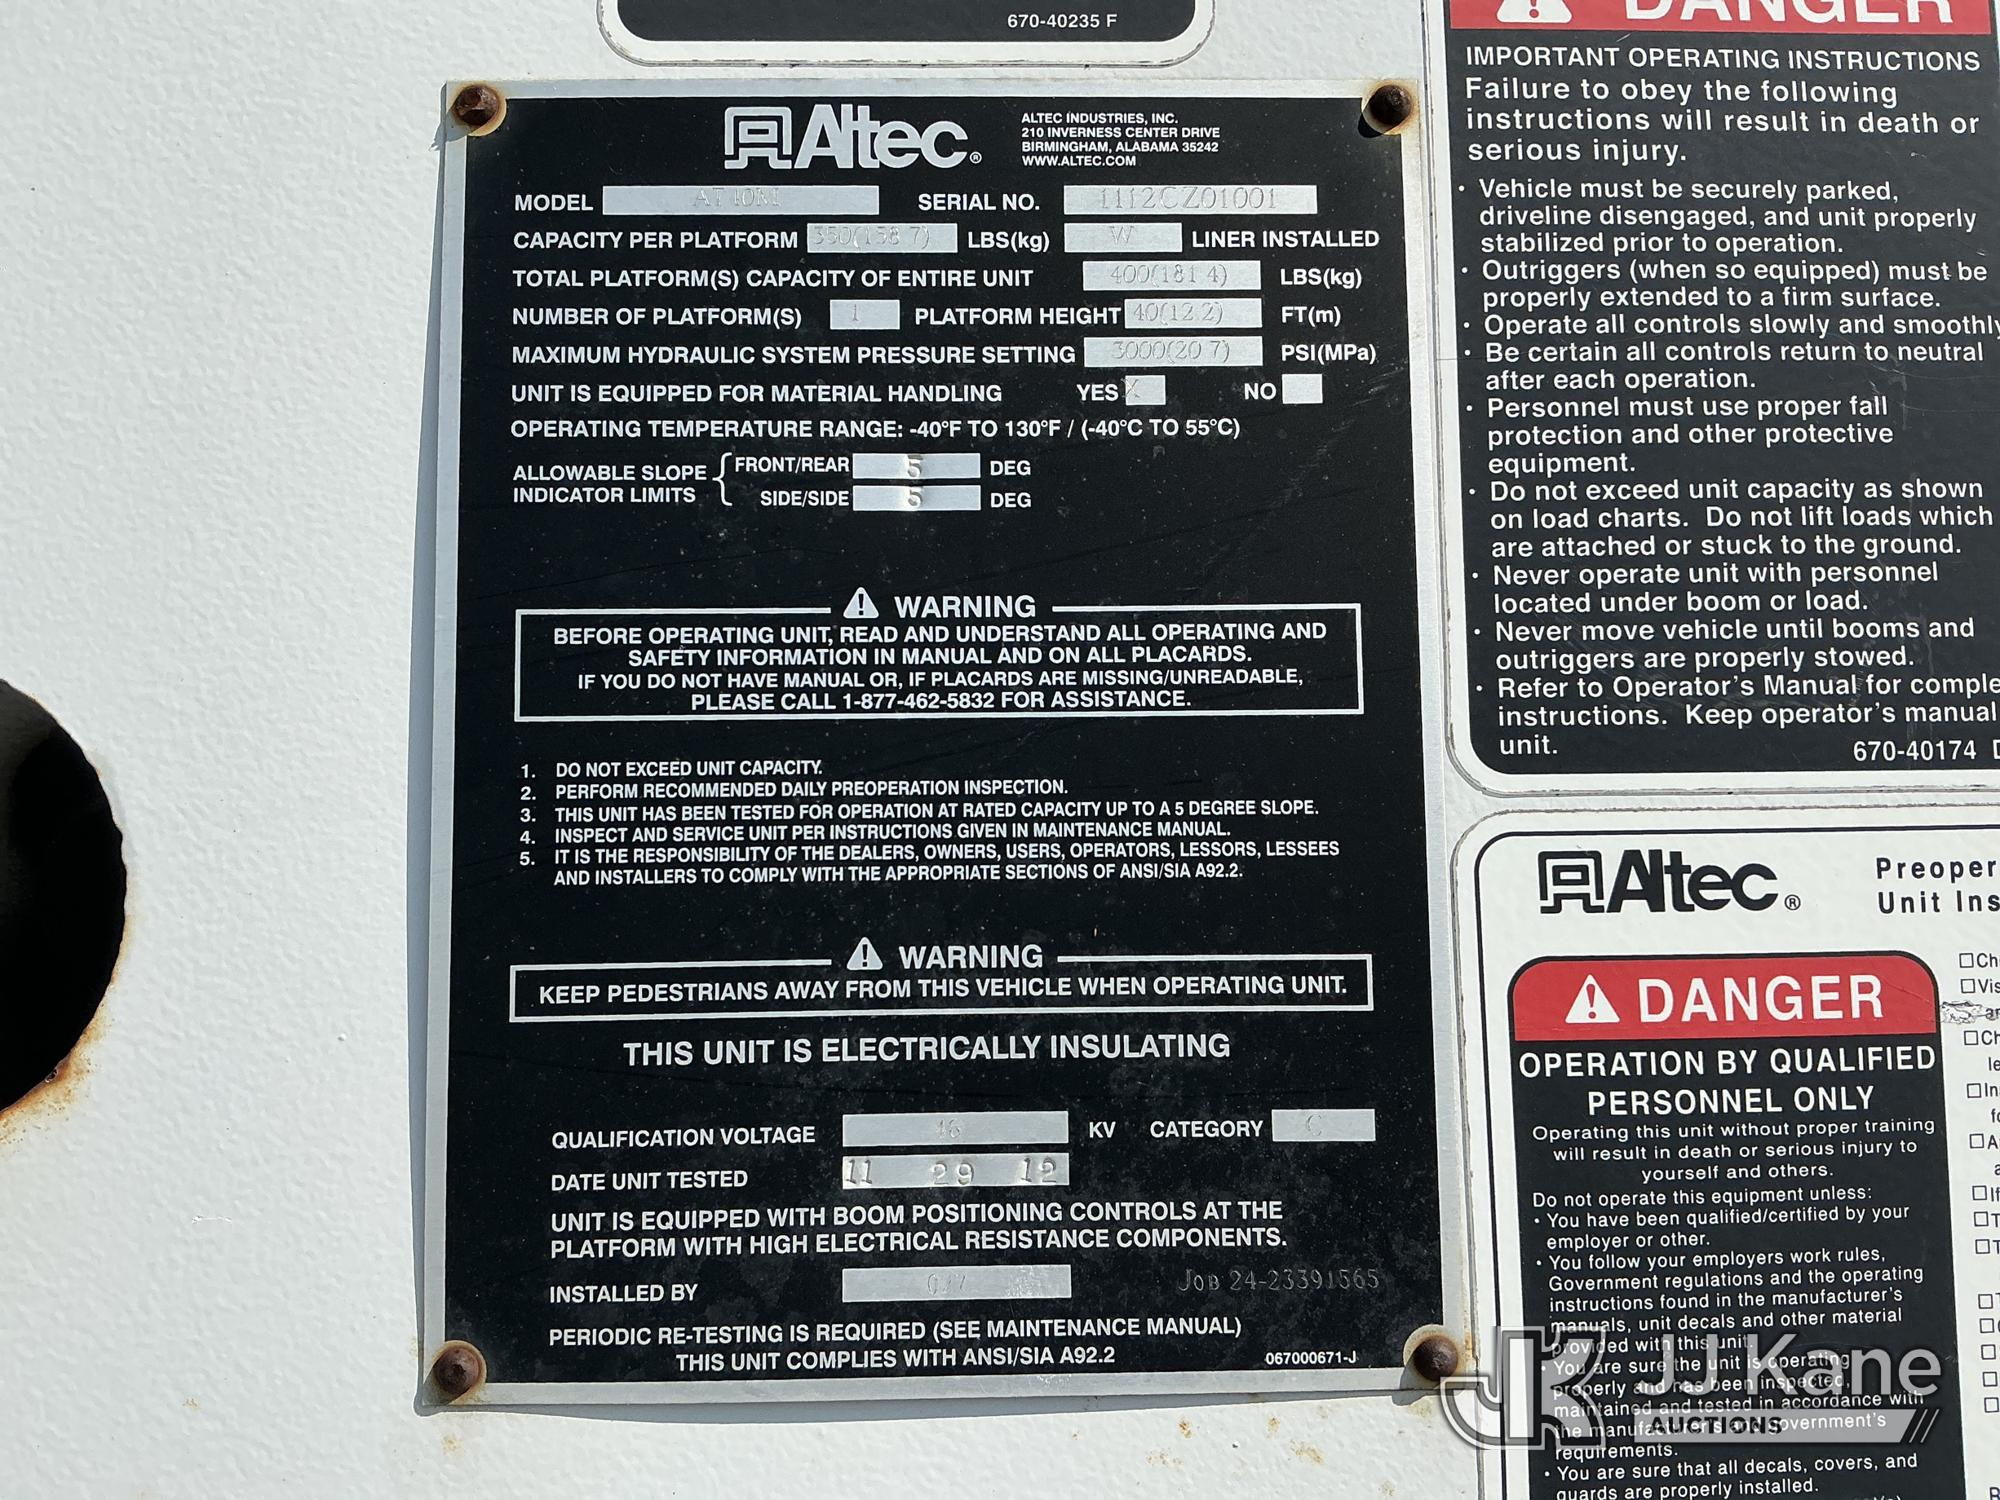 670-40235 F
Altec®
ALTEC INDUSTRIES, INC.
210 INVERNESS CENTER DRIVE
BIRMINGHAM, ALABAMA 35242
WWW.ALTEC.COM
MODEL AT40M SERIAL NO. 1112CZ01001
CAPACITY PER PLATFORM 350(158 7) LBS(kg) W LINER INSTALLED
TOTAL PLATFORM(S) CAPACITY OF ENTIRE UNIT 400(181 4) LBS(kg)
NUMBER OF PLATFORM(S) 1 PLATFORM HEIGHT 40(12.2) FT(m)
MAXIMUM HYDRAULIC SYSTEM PRESSURE SETTING 3000(20 7) PSI(MPa)
UNIT IS EQUIPPED FOR MATERIAL HANDLING YES X NO
OPERATING TEMPERATURE RANGE: -40°F TO 130°F / (-40°C TO 55°C)
ALLOWABLE SLOPE INDICATOR LIMITS
FRONT/REAR 5 DEG
SIDE/SIDE 5 DEG
WARNING
BEFORE OPERATING UNIT, READ AND UNDERSTAND ALL OPERATING AND
SAFETY INFORMATION IN MANUAL AND ON ALL PLACARDS.
IF YOU DO NOT HAVE MANUAL OR, IF PLACARDS ARE MISSING/UNREADABLE,
PLEASE CALL 1-877-462-5832 FOR ASSISTANCE.
1. DO NOT EXCEED UNIT CAPACITY.
2. PERFORM RECOMMENDED DAILY PREOPERATION INSPECTION.
3. THIS UNIT HAS BEEN TESTED FOR OPERATION AT RATED CAPACITY UP TO A 5 DEGREE SLOPE.
4. INSPECT AND SERVICE UNIT PER INSTRUCTIONS GIVEN IN MAINTENANCE MANUAL.
5. IT IS THE RESPONSIBILITY OF THE DEALERS, OWNERS, USERS, OPERATORS, LESSORS, LESSEES
AND INSTALLERS TO COMPLY WITH THE APPROPRIATE SECTIONS OF ANSI/SIA A92.2.
WARNING
KEEP PEDESTRIANS AWAY FROM THIS VEHICLE WHEN OPERATING UNIT.
THIS UNIT IS ELECTRICALLY INSULATING
QUALIFICATION VOLTAGE 46 KV CATEGORY C
DATE UNIT TESTED 11 29 12
UNIT IS EQUIPPED WITH BOOM POSITIONING CONTROLS AT THE
PLATFORM WITH HIGH ELECTRICAL RESISTANCE COMPONENTS.
INSTALLED BY 0/7 JOB 24-23391565
PERIODIC RE-TESTING IS REQUIRED (SEE MAINTENANCE MANUAL)
THIS UNIT COMPLIES WITH ANSI/SIA A92.2 067000671-J
DANGER
IMPORTANT OPERATING INSTRUCTIONS
Failure to obey the following
instructions will result in death or
serious injury.
· Vehicle must be securely parked,
driveline disengaged, and unit properly
stabilized prior to operation.
· Outriggers (when so equipped) must be
properly extended to a firm surface.
· Operate all controls slowly and smoothly
· Be certain all controls return to neutral
after each operation.
· Personnel must use proper fall
protection and other protective
equipment.
· Do not exceed unit capacity as shown
on load charts. Do not lift loads which
are attached or stuck to the ground.
· Never operate unit with personnel
located under boom or load.
· Never move vehicle until booms and
outriggers are properly stowed.
· Refer to Operator's Manual for comple
instructions. Keep operator's manual
unit.
670-40174 D
Altec®
Preoper
Unit Ins
DANGER
OPERATION BY QUALIFIED
PERSONNEL ONLY
Operating this unit without proper training
will result in death or serious injury to
yourself and others.
Do not operate this equipment unless:
· You have been qualified/certified by your
employer or other.
· You follow your employers work rules,
Government regulations and the operating
instructions found in the manufacturer's
manuals, unit decals and other material
provided with this unit.
· You are sure the unit is operating
properly and has been inspected,
maintained and tested in accordance with
the manufacturer's and government's
requirements.
· You are sure that all decals, covers, and
guards are properly installed.
JJ Kane
AUCTIONS